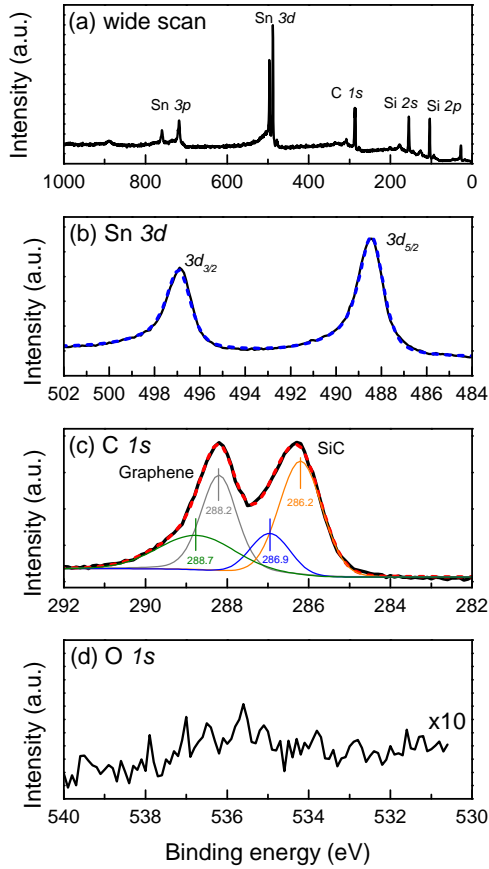 (a) wide scan
Sn 3d
Sn 3p
C 1s
Si 2s
Si 2p
Intensity (a.u.)
1000 800 600 400 200 0
(b) Sn 3d
3d3/2
3d5/2
Intensity (a.u.)
502 500 498 496 494 492 490 488 486 484
(c) C 1s
SiC
Graphene
288.2
286.2
288.7
286.9
Intensity (a.u.)
292 290 288 286 284 282
(d) O 1s
x10
Intensity (a.u.)
540 538 536 534 532 530
Binding energy (eV)